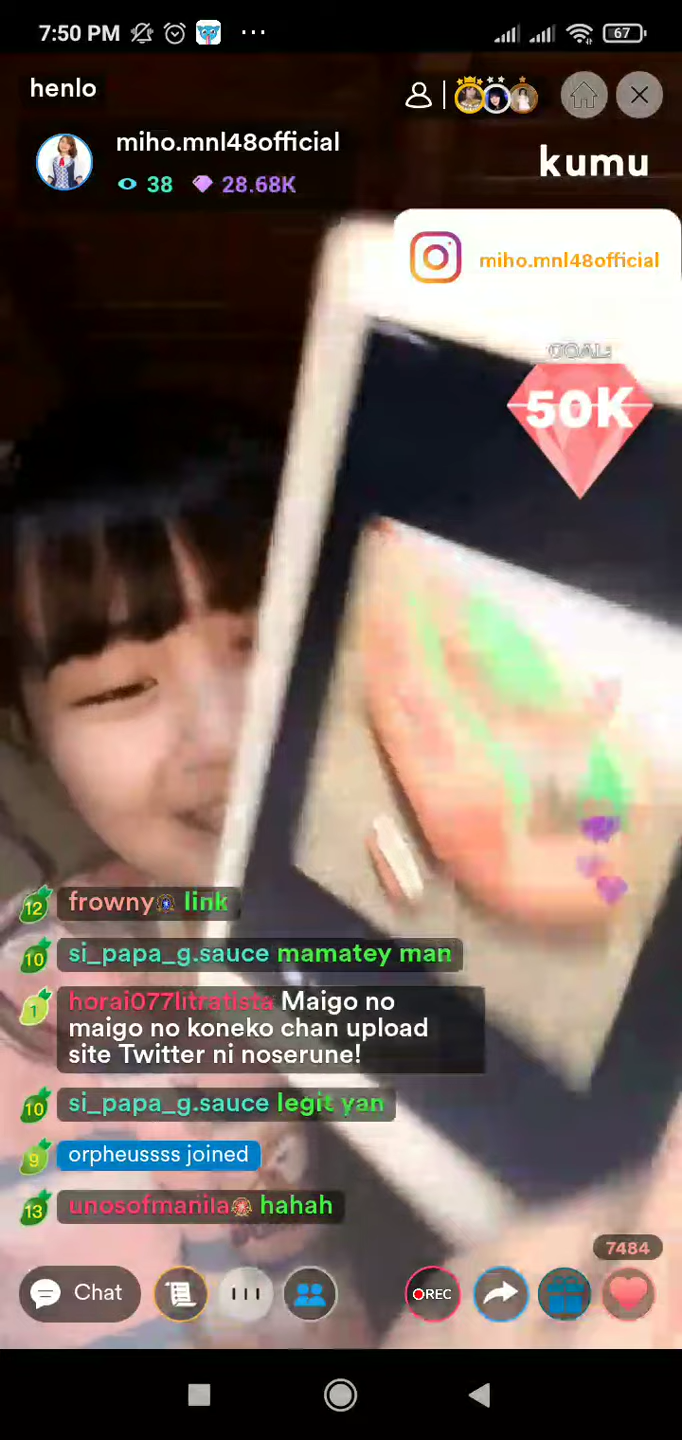 7:50 PM ... 67
henlo
miho.mnl48official
38 28.68K
kumu
miho.mnl48official
GOAL:
50K
12 frowny link
10 si_papa_g.sauce mamatey man
1 horai077litratista Maigo no
maigo no koneko chan upload
site Twitter ni noserune!
10 si_papa_g.sauce legit yan
9 orpheussss joined
13 unosofmanila hahah
7484
Chat REC